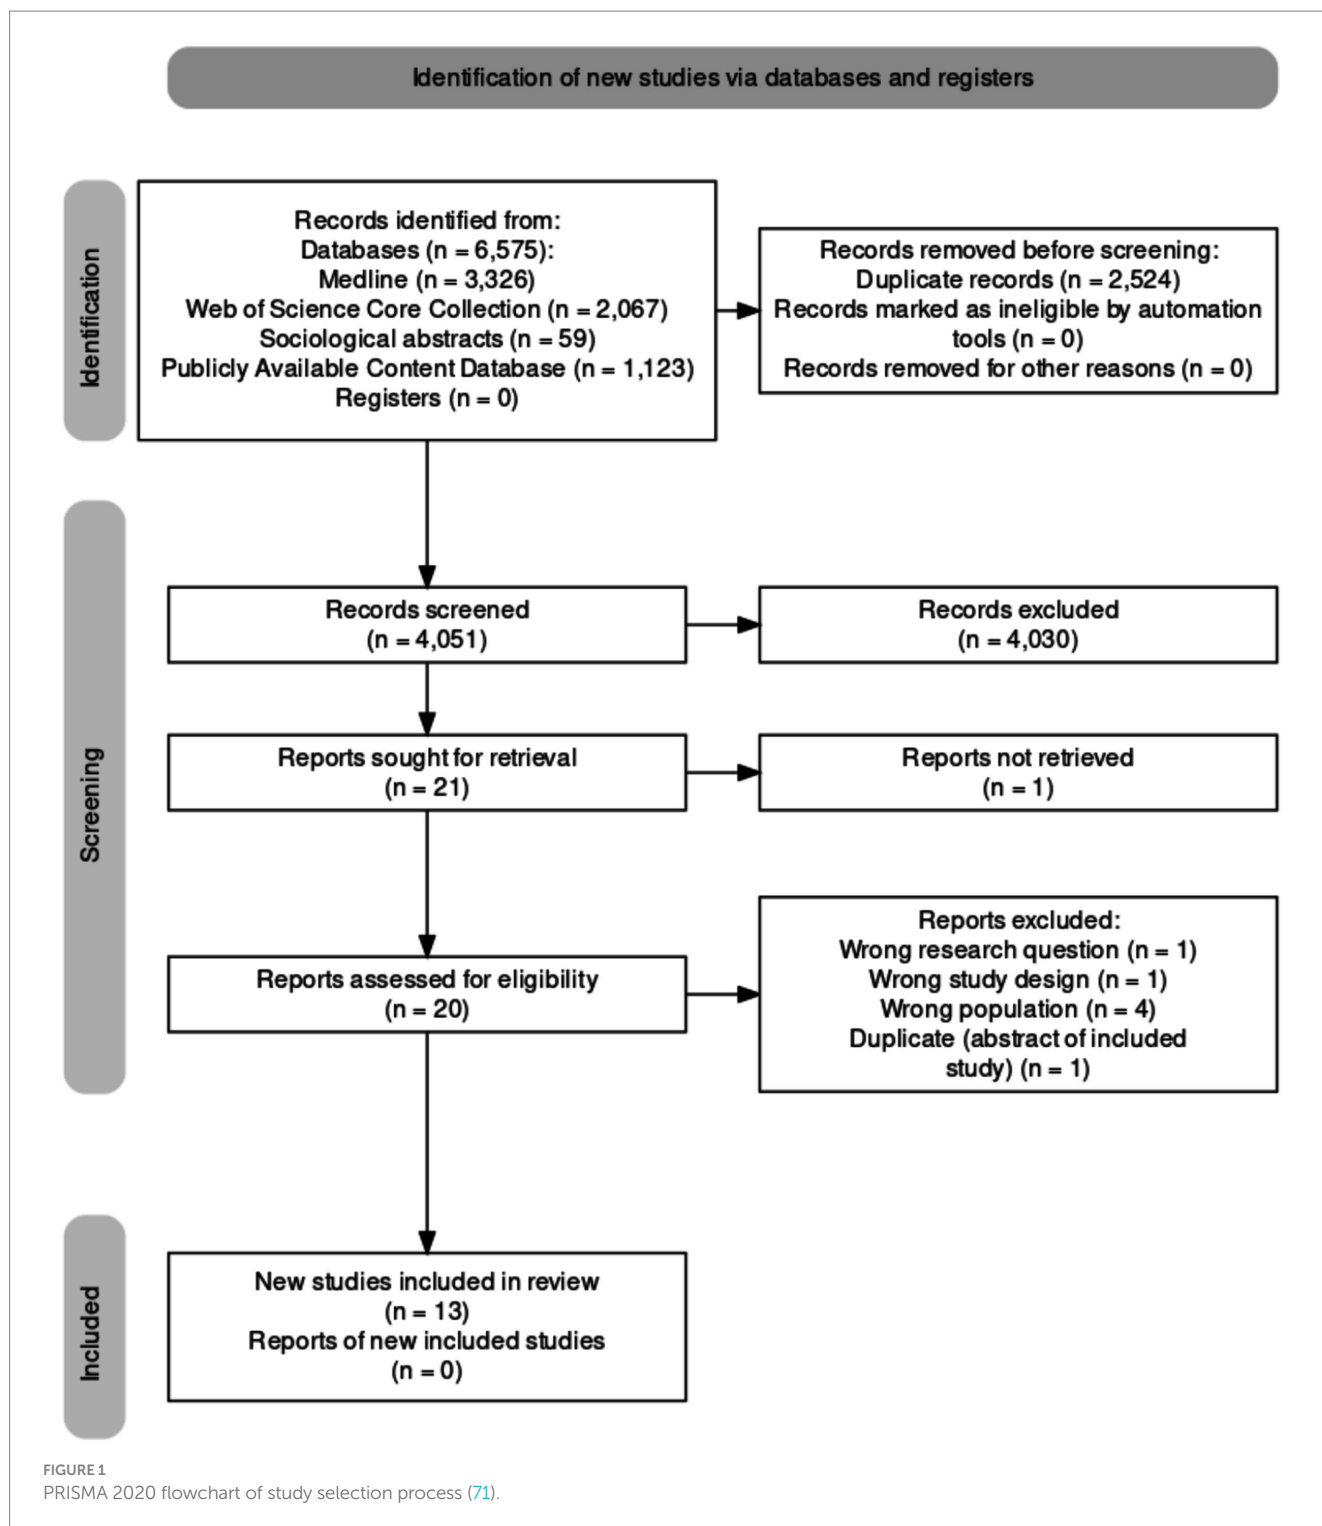 Identification of new studies via databases and registers
Identification
Records identified from:
Databases (n = 6,575):
Medline (n = 3,326)
Web of Science Core Collection (n = 2,067)
Sociological abstracts (n = 59)
Publicly Available Content Database (n = 1,123)
Registers (n = 0)
Records removed before screening:
Duplicate records (n = 2,524)
Records marked as ineligible by automation
tools (n = 0)
Records removed for other reasons (n = 0)
Screening
Records screened
(n = 4,051)
Records excluded
(n = 4,030)
Reports sought for retrieval
(n = 21)
Reports not retrieved
(n = 1)
Reports assessed for eligibility
(n = 20)
Reports excluded:
Wrong research question (n = 1)
Wrong study design (n = 1)
Wrong population (n = 4)
Duplicate (abstract of included
study) (n = 1)
Included
New studies included in review
(n = 13)
Reports of new included studies
(n = 0)
FIGURE 1
PRISMA 2020 flowchart of study selection process (71).